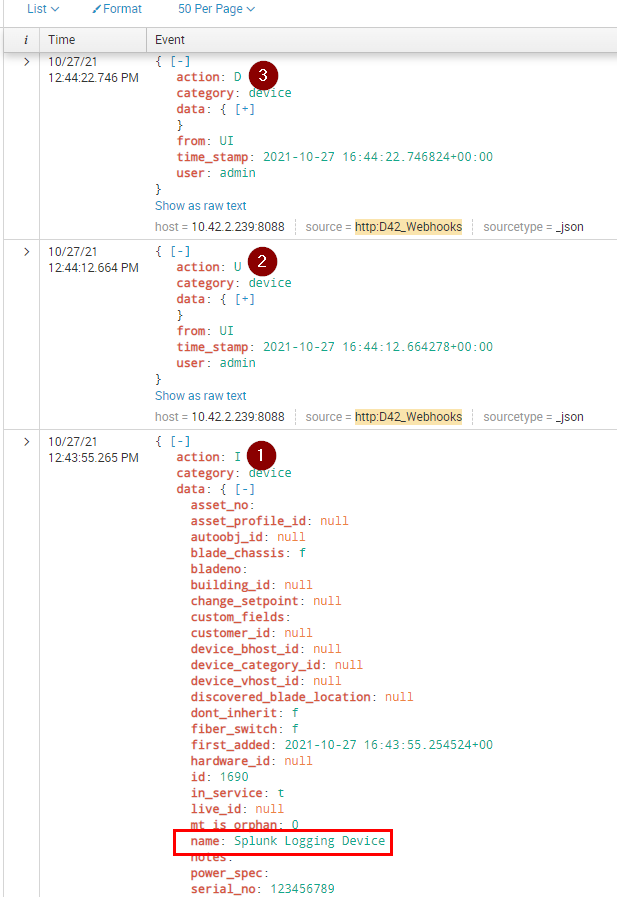 List Format 50 Per Page
i Time Event
10/27/21
12:44:22.746 PM
{ [-]
action: D 3
category: device
data: { [+]
}
from: UI
time_stamp: 2021-10-27 16:44:22.746824+00:00
user: admin
}
Show as raw text
host = 10.42.2.239:8088 source = http:D42_Webhooks sourcetype = _json
10/27/21
12:44:12.664 PM
{ [-]
action: U 2
category: device
data: { [+]
}
from: UI
time_stamp: 2021-10-27 16:44:12.664278+00:00
user: admin
}
Show as raw text
host = 10.42.2.239:8088 source = http:D42_Webhooks sourcetype = _json
10/27/21
12:43:55.265 PM
{ [-]
action: I 1
category: device
data: { [-]
asset_no:
asset_profile_id: null
autoobj_id: null
blade_chassis: f
bladeno:
building_id: null
change_setpoint: null
custom_fields:
customer_id: null
device_bhost_id: null
device_category_id: null
device_vhost_id: null
discovered_blade_location: null
dont_inherit: f
fiber_switch: f
first_added: 2021-10-27 16:43:55.254524+00
hardware_id: null
id: 1690
in_service: t
live_id: null
mt_is_orphan: 0
name: Splunk Logging Device
notes:
power_spec:
serial_no: 123456789